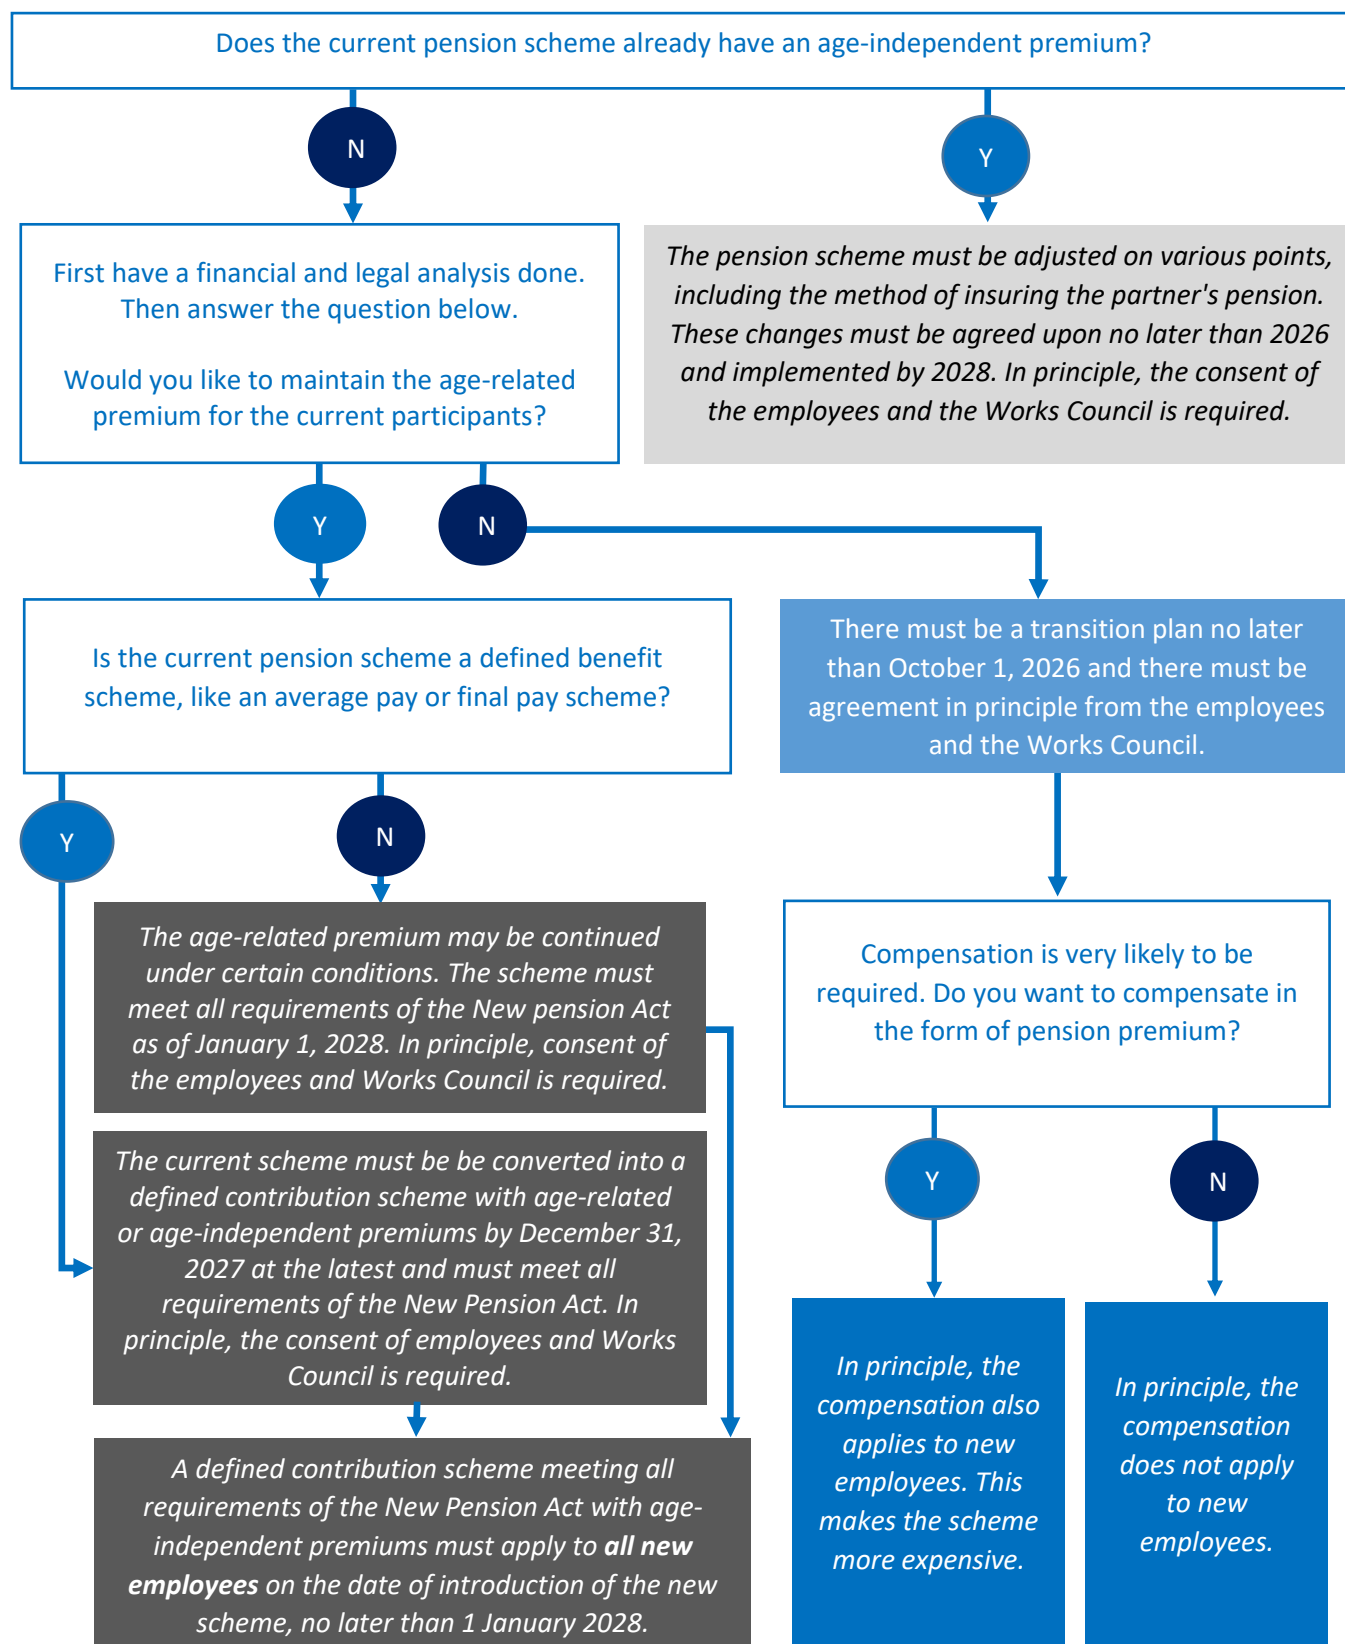 Does the current pension scheme already have an age-independent premium?
N
Y
First have a financial and legal analysis done.
Then answer the question below.
Would you like to maintain the age-related
premium for the current participants?
The pension scheme must be adjusted on various points,
including the method of insuring the partner's pension.
These changes must be agreed upon no later than 2026
and implemented by 2028. In principle, the consent of
the employees and the Works Council is required.
Y
N
Is the current pension scheme a defined benefit
scheme, like an average pay or final pay scheme?
There must be a transition plan no later
than October 1, 2026 and there must be
agreement in principle from the employees
and the Works Council.
Y
N
The age-related premium may be continued
under certain conditions. The scheme must
meet all requirements of the New pension Act
as of January 1, 2028. In principle, consent of
the employees and Works Council is required.
Compensation is very likely to be
required. Do you want to compensate in
the form of pension premium?
The current scheme must be be converted into a
defined contribution scheme with age-related
or age-independent premiums by December 31,
2027 at the latest and must meet all
requirements of the New Pension Act. In
principle, the consent of employees and Works
Council is required.
Y
N
In principle, the
compensation also
applies to new
employees. This
makes the scheme
more expensive.
In principle, the
compensation
does not apply
to new
employees.
A defined contribution scheme meeting all
requirements of the New Pension Act with age-
independent premiums must apply to all new
employees on the date of introduction of the new
scheme, no later than 1 January 2028.